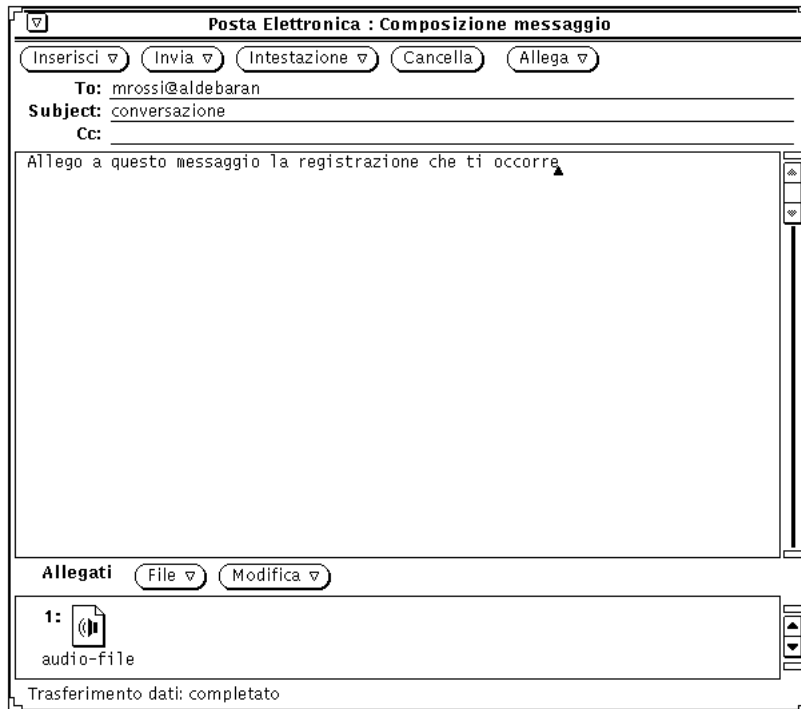 Posta Elettronica : Composizione messaggio
Inserisci Invia Intestazione Cancella Allega
To: mrossi@aldebaran
Subject: conversazione
Cc:
Allego a questo messaggio la registrazione che ti occorre
Allegati File Modifica
1:
audio-file
Trasferimento dati: completato